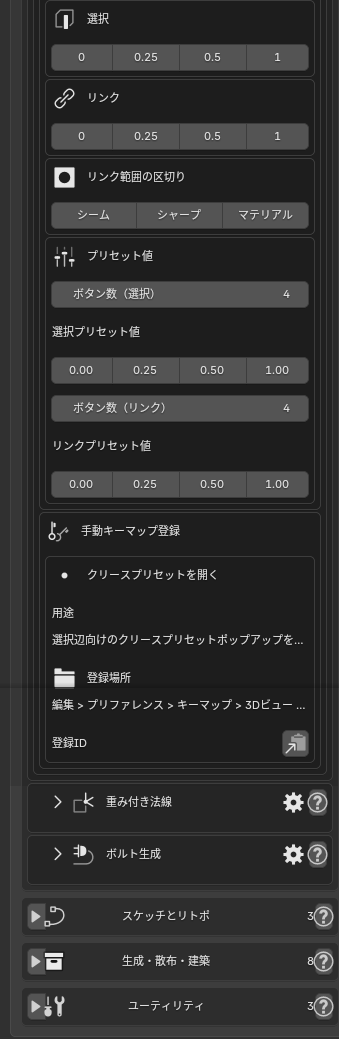 選択
0 0.25 0.5 1
リンク
0 0.25 0.5 1
リンク範囲の区切り
シーム シャープ マテリアル
プリセット値
ボタン数（選択） 4
選択プリセット値
0.00 0.25 0.50 1.00
ボタン数（リンク） 4
リンクプリセット値
0.00 0.25 0.50 1.00
手動キーマップ登録
クリースプリセットを開く
用途
選択辺向けのクリースプリセットポップアップを...
登録場所
編集 > プリファレンス > キーマップ > 3Dビュー ...
登録ID
重み付き法線
ボルト生成
スケッチとリトポ 3
生成・散布・建築 8
ユーティリティ 3